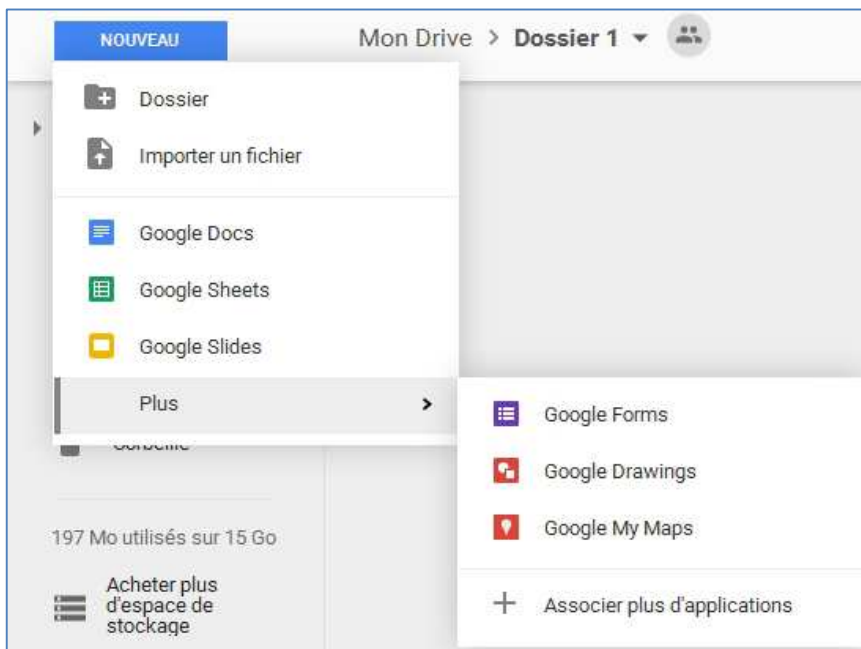 NOUVEAU
Mon Drive > Dossier 1
Dossier
Importer un fichier
Google Docs
Google Sheets
Google Slides
Plus
Google Forms
Google Drawings
Google My Maps
Associer plus d'applications
Corbeille
197 Mo utilisés sur 15 Go
Acheter plus
d'espace de
stockage